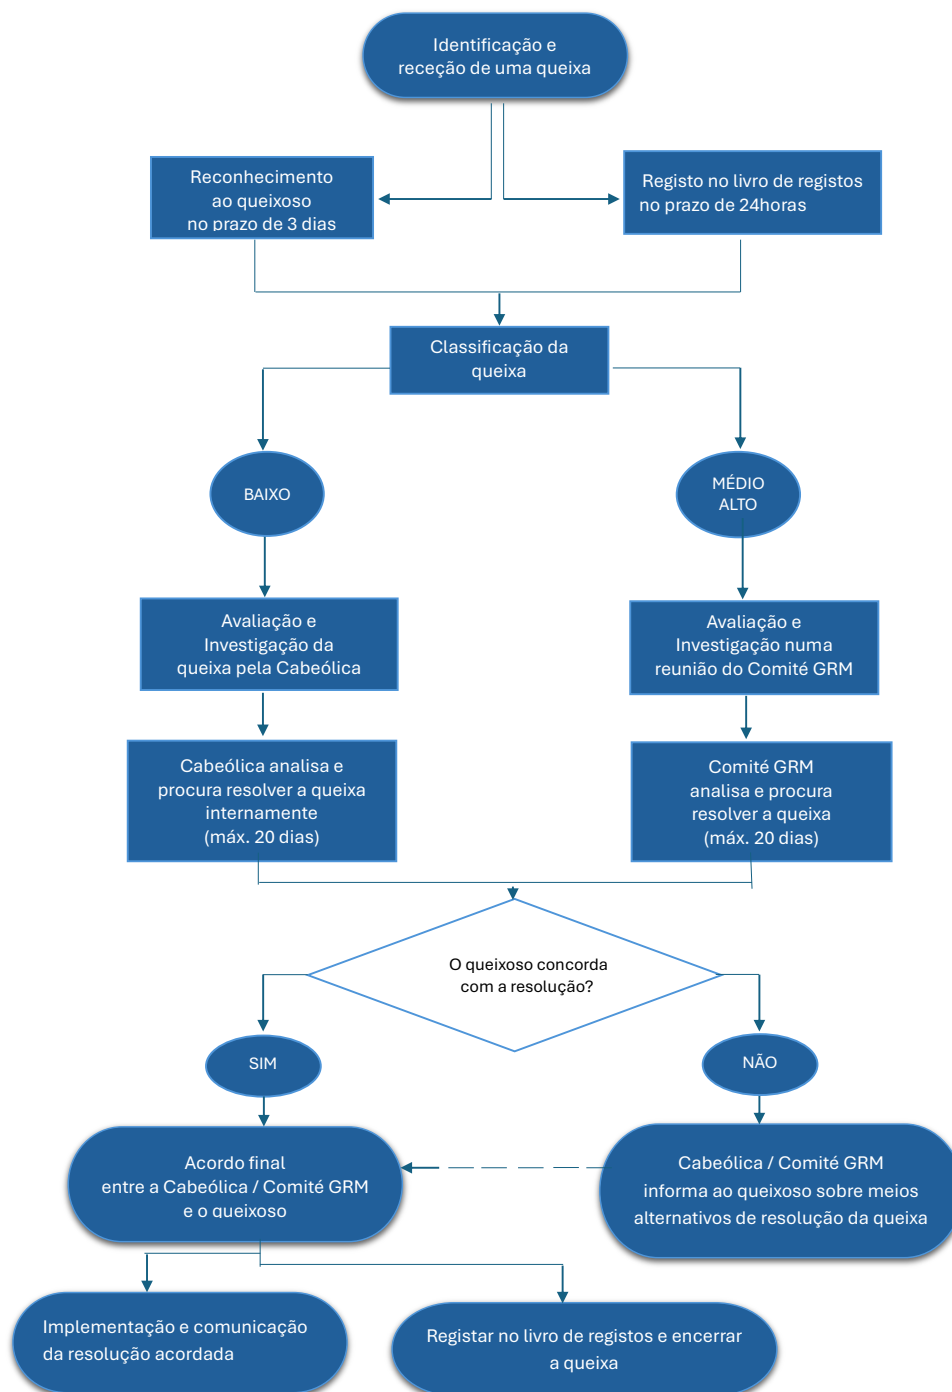 Identificação e
receção de uma queixa
Reconhecimento
ao queixoso
no prazo de 3 dias
Registo no livro de registos
no prazo de 24horas
Classificação da
queixa
BAIXO
MÉDIO
ALTO
Avaliação e
Investigação da
queixa pela Cabeólica
Avaliação e
Investigação numa
reunião do Comité GRM
Cabeólica analisa e
procura resolver a queixa
internamente
(máx. 20 dias)
Comité GRM
analisa e procura
resolver a queixa
(máx. 20 dias)
O queixoso concorda
com a resolução?
SIM
NÃO
Acordo final
entre a Cabeólica / Comité GRM
e o queixoso
Cabeólica / Comité GRM
informa ao queixoso sobre meios
alternativos de resolução da queixa
Implementação e comunicação
da resolução acordada
Registar no livro de registos e encerrar
a queixa